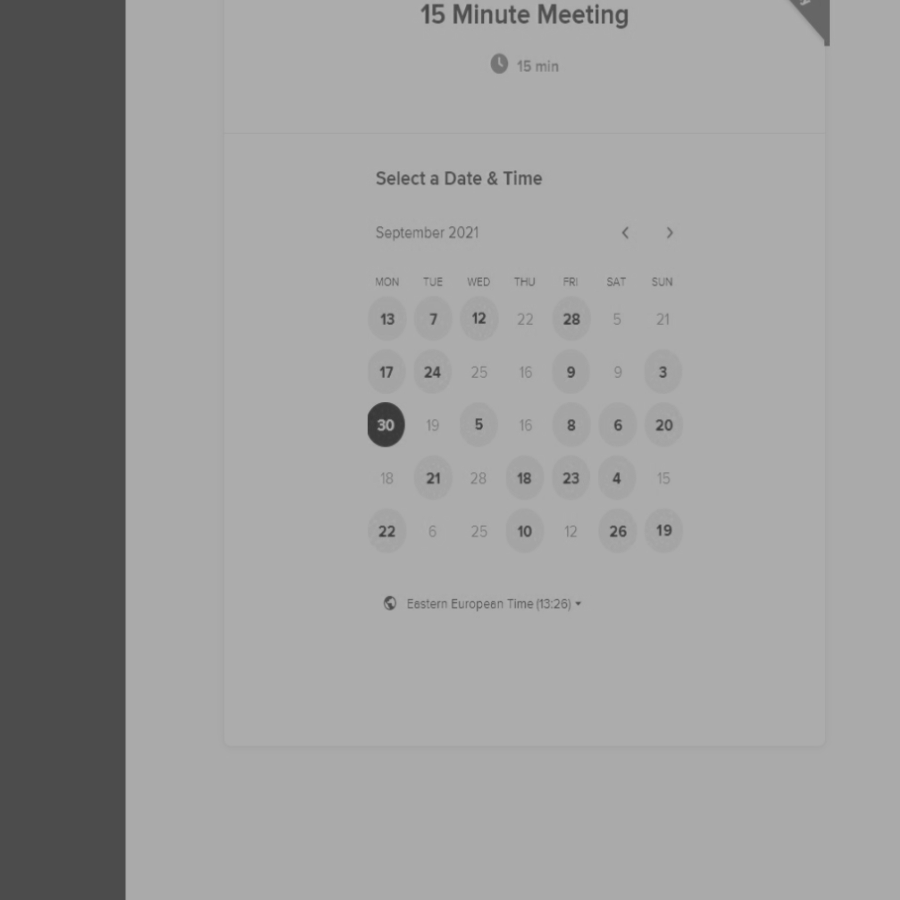 15 Minute Meeting
15 min
Select a Date & Time
September 2021
MON TUE WED THU FRI SAT SUN
13 7 12 22 28 5 21
17 24 25 16 9 9 3
30 19 5 16 8 6 20
18 21 28 18 23 4 15
22 6 25 10 12 26 19
Eastern European Time (13:26)